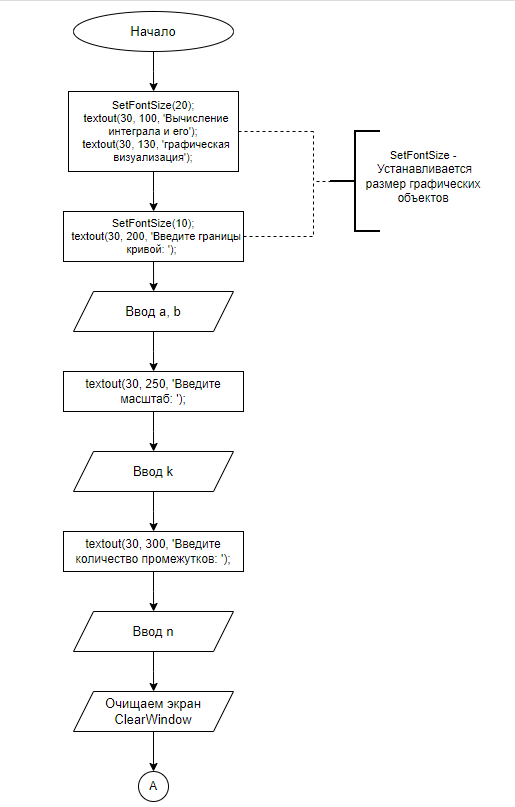 Начало
SetFontSize(20);
textout(30, 100, 'Вычисление
интеграла и его');
textout(30, 130, 'графическая
визуализация');
SetFontSize -
Устанавливается
размер графических
объектов
SetFontSize(10);
textout(30, 200, 'Введите границы
кривой: ');
Ввод a, b
textout(30, 250, 'Введите
масштаб: ');
Ввод k
textout(30, 300, 'Введите
количество промежутков: ');
Ввод n
Очищаем экран
ClearWindow
А